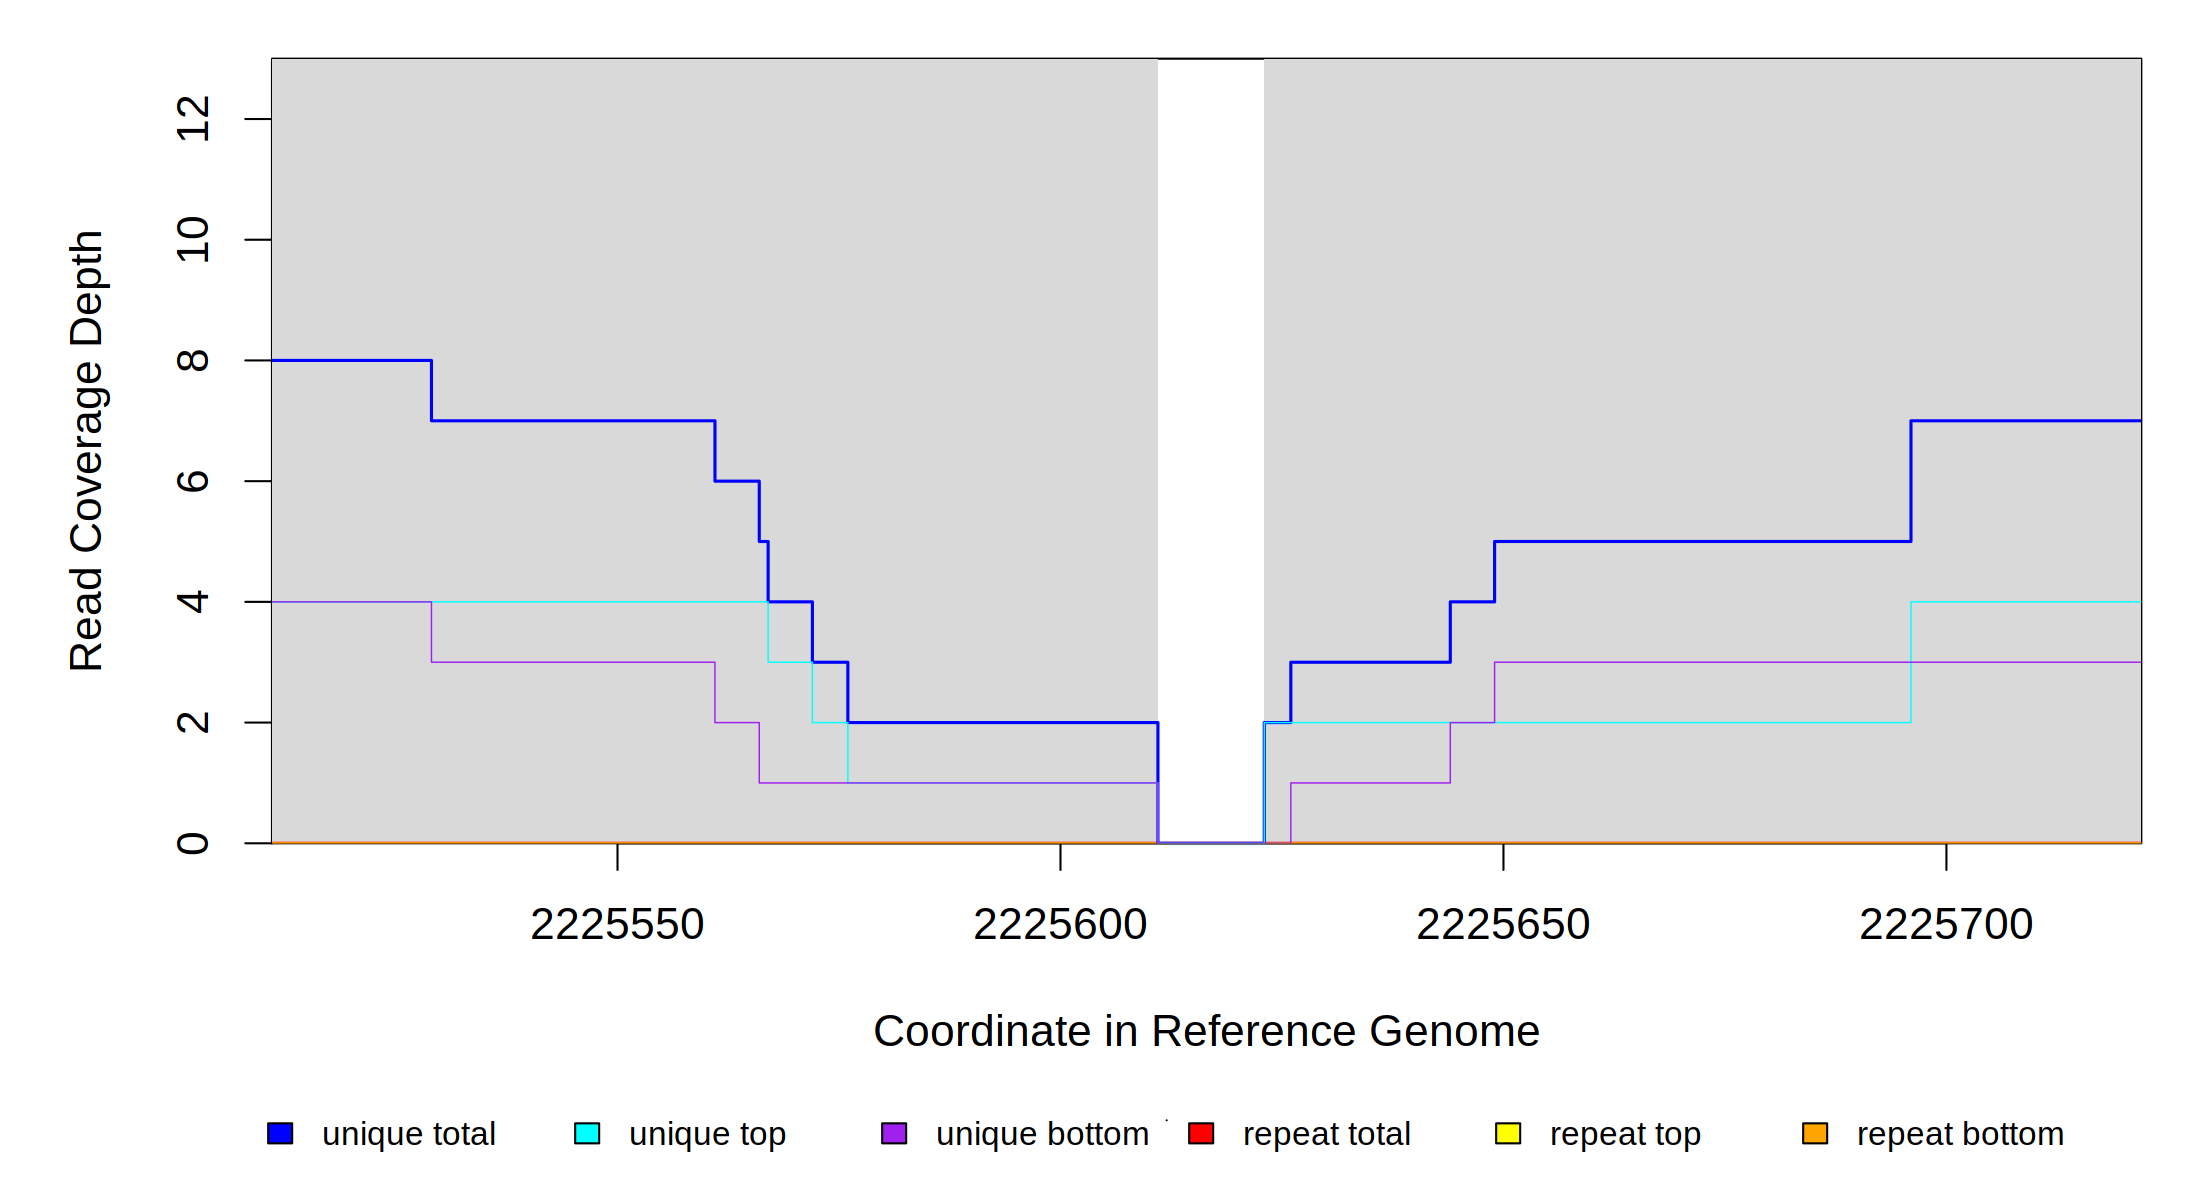 Read Coverage Depth
12
10
8
6
4
2
0
2225550 2225600 2225650 2225700
Coordinate in Reference Genome
unique total unique top unique bottom repeat total repeat top repeat bottom